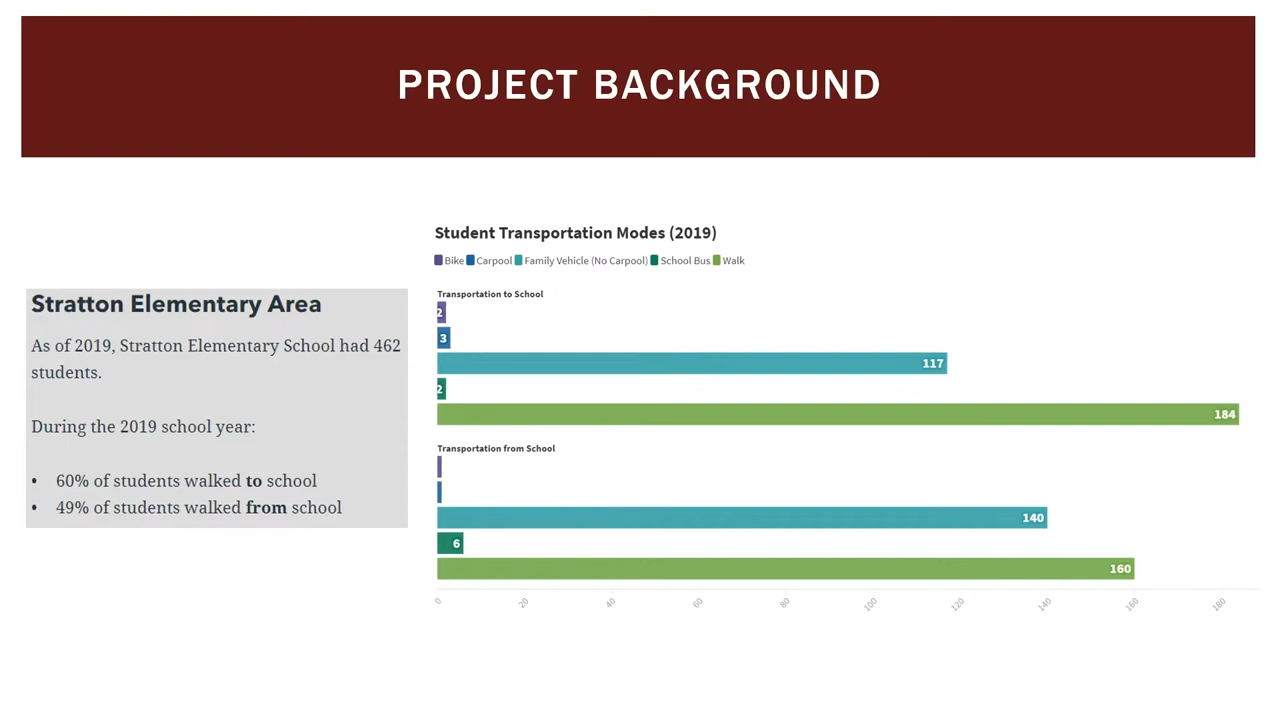 PROJECT BACKGROUND
Stratton Elementary Area
As of 2019, Stratton Elementary School had 462
students.
During the 2019 school year:
• 60% of students walked to school
• 49% of students walked from school
Student Transportation Modes (2019)
Bike Carpool Family Vehicle (No Carpool) School Bus Walk
Transportation to School
2
3
117
2
184
Transportation from School
140
6
160
0 20 40 60 80 100 120 140 160 180